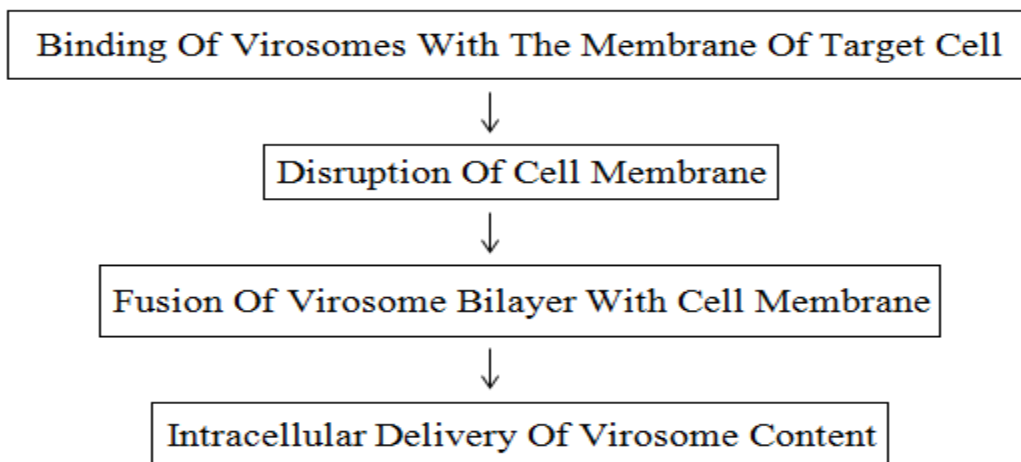 Binding Of Virosomes With The Membrane Of Target Cell
Disruption Of Cell Membrane
Fusion Of Virosome Bilayer With Cell Membrane
Intracellular Delivery Of Virosome Content